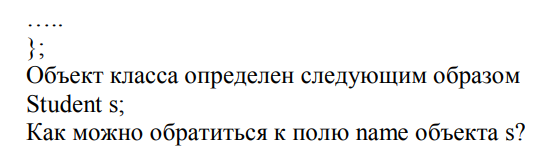 …..
};
Объект класса определен следующим образом
Student s;
Как можно обратиться к полю name объекта s?